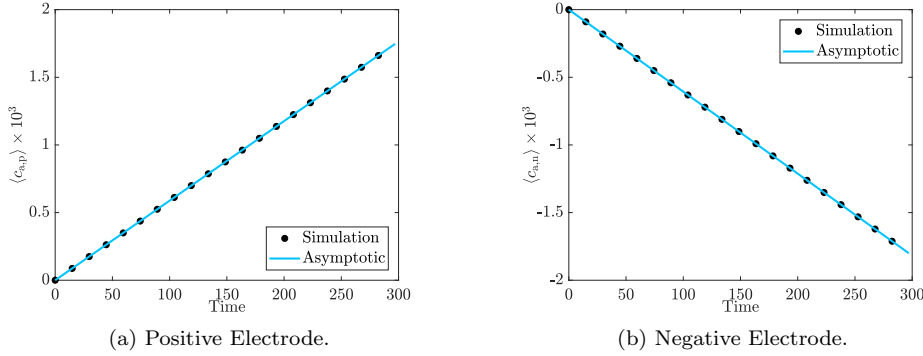 2
1.5
1
0.5
0
⟨c_{a,p}⟩ × 10^3
Simulation
Asymptotic
0 50 100 150 200 250 300
Time
(a) Positive Electrode.
0
-0.5
-1
-1.5
-2
⟨c_{a,n}⟩ × 10^3
Simulation
Asymptotic
0 50 100 150 200 250 300
Time
(b) Negative Electrode.